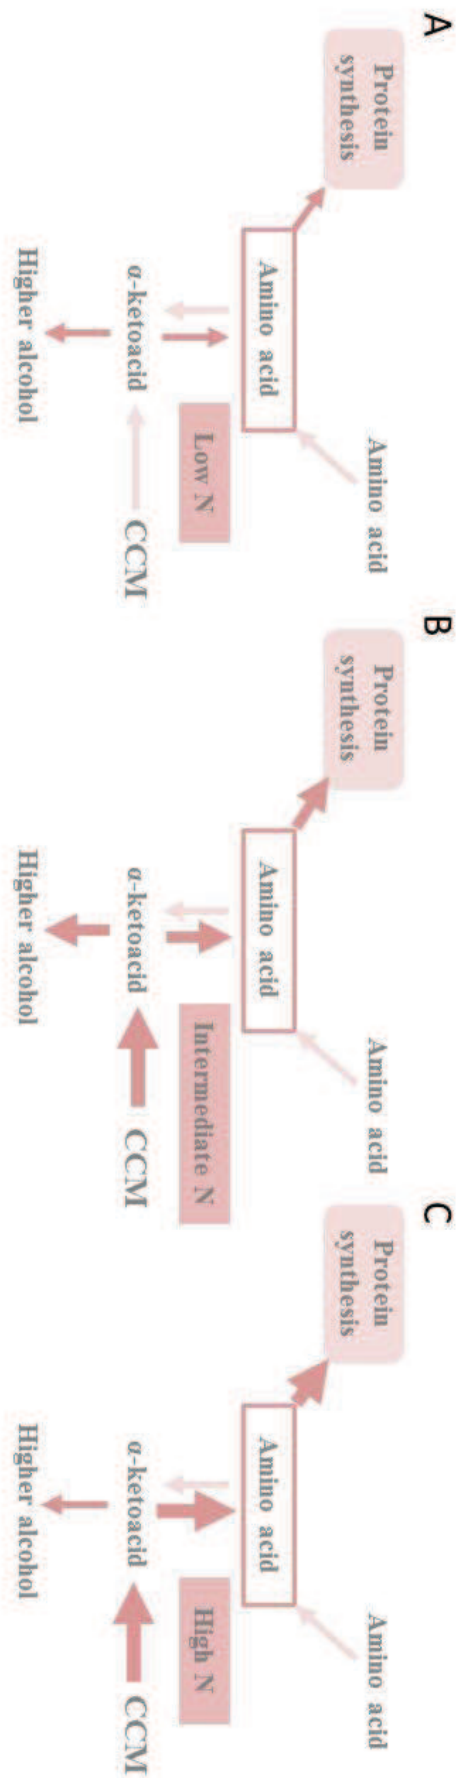 A
Protein
synthesis
Amino acid
Amino acid
Low N
α-ketoacid
CCM
Higher alcohol
B
Protein
synthesis
Amino acid
Amino acid
Intermediate N
α-ketoacid
CCM
Higher alcohol
C
Protein
synthesis
Amino acid
Amino acid
High N
α-ketoacid
CCM
Higher alcohol